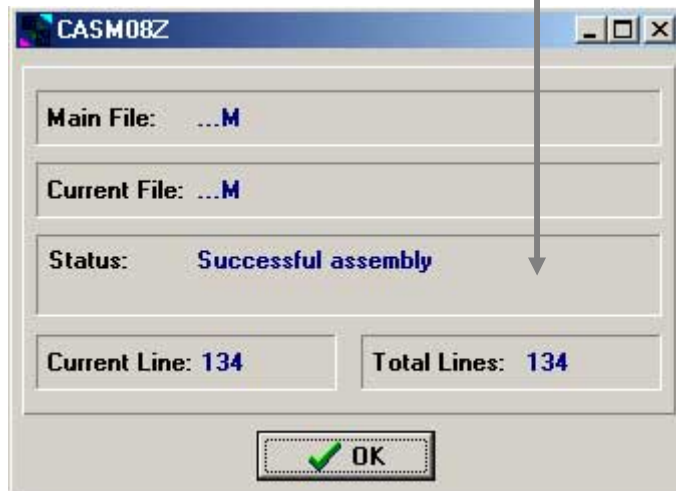 CASM08Z
Main File: ...M
Current File: ...M
Status: Successful assembly
Current Line: 134 Total Lines: 134
OK